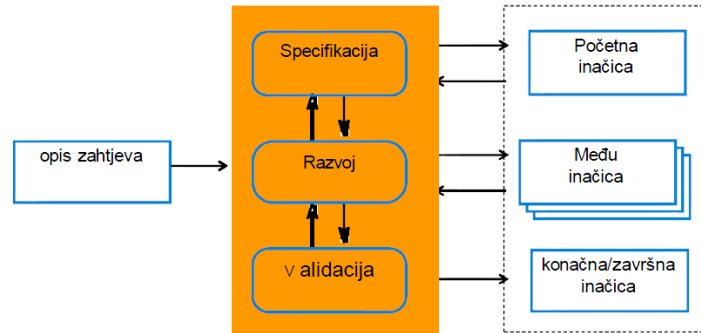 Specifikacija
Početna
inačica
opis zahtjeva
Razvoj
Među
inačica
v alidacija
konačna/završna
inačica